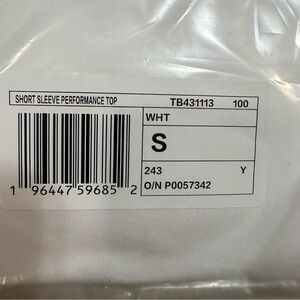 SHORT SLEEVE PERFORMANCE TOP TB431113 100
WHT
S
243 Y
O/N P0057342
1 96447 59685 2